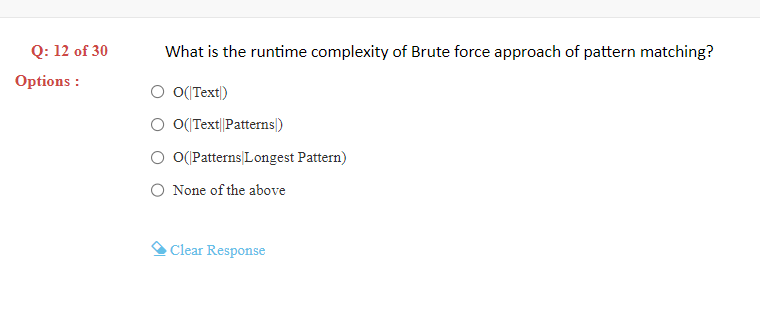 Q: 12 of 30
What is the runtime complexity of Brute force approach of pattern matching?
Options :
O(|Text|)
O(|Text||Patterns|)
O(|Patterns|Longest Pattern)
None of the above
Clear Response